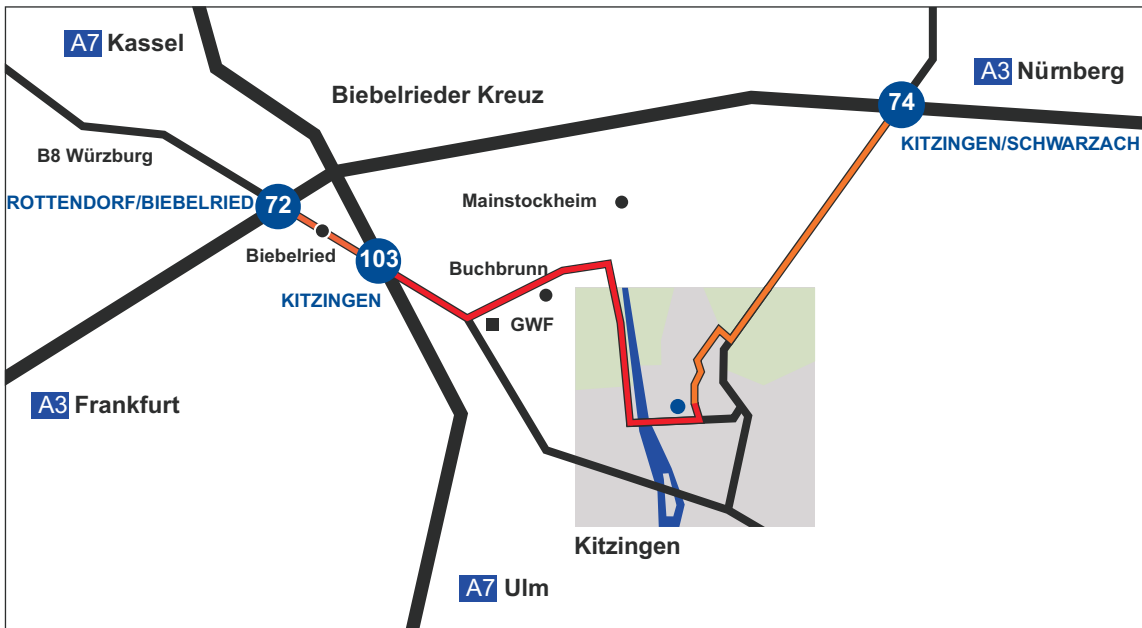 A7 Kassel
A3 Nürnberg
Biebelrieder Kreuz
74
KITZINGEN/SCHWARZACH
B8 Würzburg
ROTTENDORF/BIEBELRIED
72
Mainstockheim
Biebelried
103
Buchbrunn
KITZINGEN
GWF
A3 Frankfurt
Kitzingen
A7 Ulm